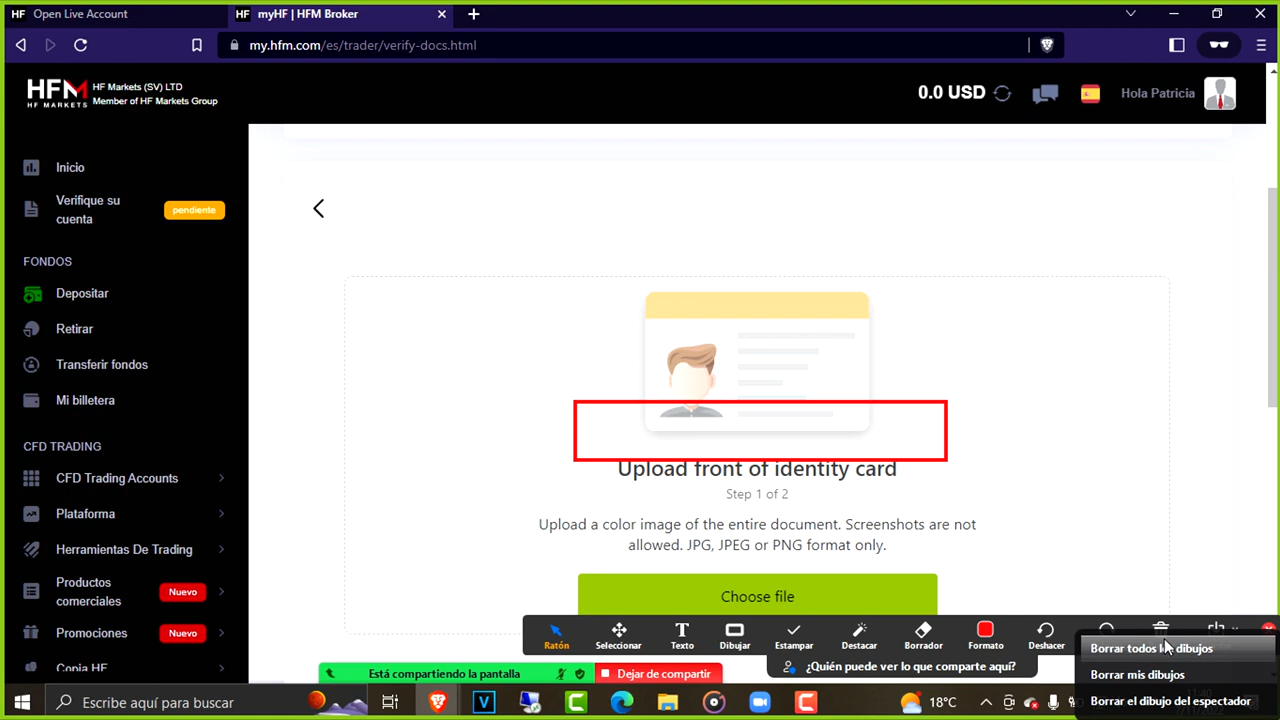 HF Open Live Account
HF myHF | HFM Broker
my.hfm.com/es/trader/verify-docs.html
HFM
HF MARKETS
HF Markets (SV) LTD
Member of HF Markets Group
0.0 USD
Hola Patricia
Inicio
Verifique su
cuenta
pendiente
FONDOS
Depositar
Retirar
Transferir fondos
Mi billetera
CFD TRADING
CFD Trading Accounts
Plataforma
Herramientas De Trading
Productos
comerciales
Nuevo
Promociones
Nuevo
Copia HF
Upload front of identity card
Step 1 of 2
Upload a color image of the entire document. Screenshots are not
allowed. JPG, JPEG or PNG format only.
Choose file
Ratón
Seleccionar
Texto
Dibujar
Estampar
Destacar
Borrador
Formato
Deshacer
Borrar todos dibujos
Borrar mis dibujos
Borrar el dibujo del espectador
¿Quién puede ver lo que comparte aquí?
Está compartiendo la pantalla
Dejar de compartir
Escribe aquí para buscar
18°C